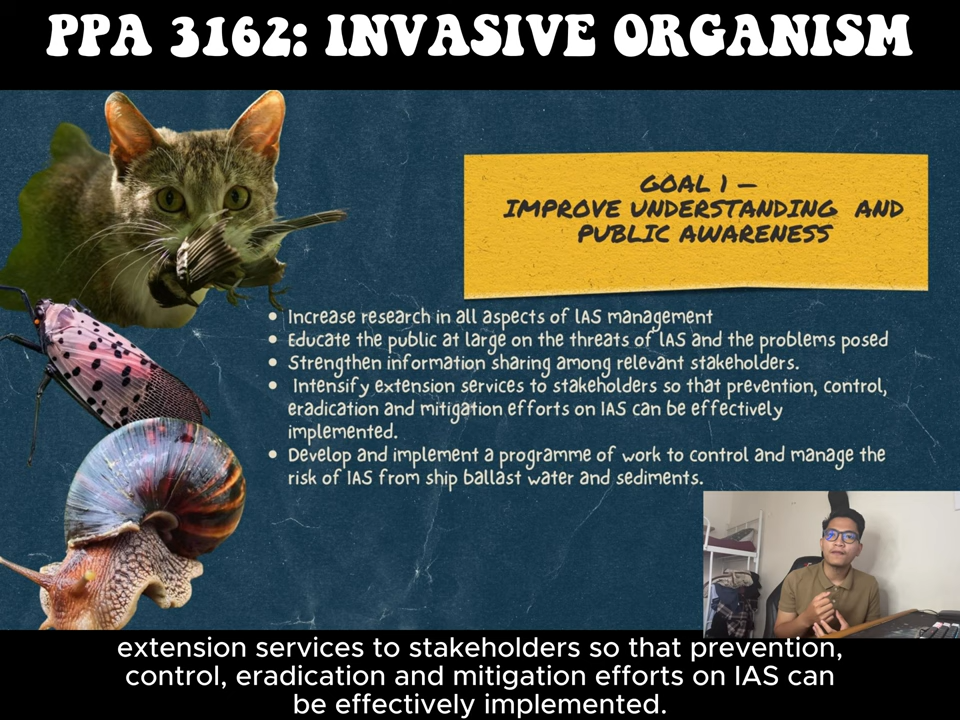 PPA 3162: INVASIVE ORGANISM
GOAL 1 –
IMPROVE UNDERSTANDING AND
PUBLIC AWARENESS
• Increase research in all aspects of IAS management
• Educate the public at large on the threats of IAS and the problems posed
• Strengthen information sharing among relevant stakeholders.
• Intensify extension services to stakeholders so that prevention, control,
eradication and mitigation efforts on IAS can be effectively
implemented.
• Develop and implement a programme of work to control and manage the
risk of IAS from ship ballast water and sediments.
extension services to stakeholders so that prevention,
control, eradication and mitigation efforts on IAS can
be effectively implemented.